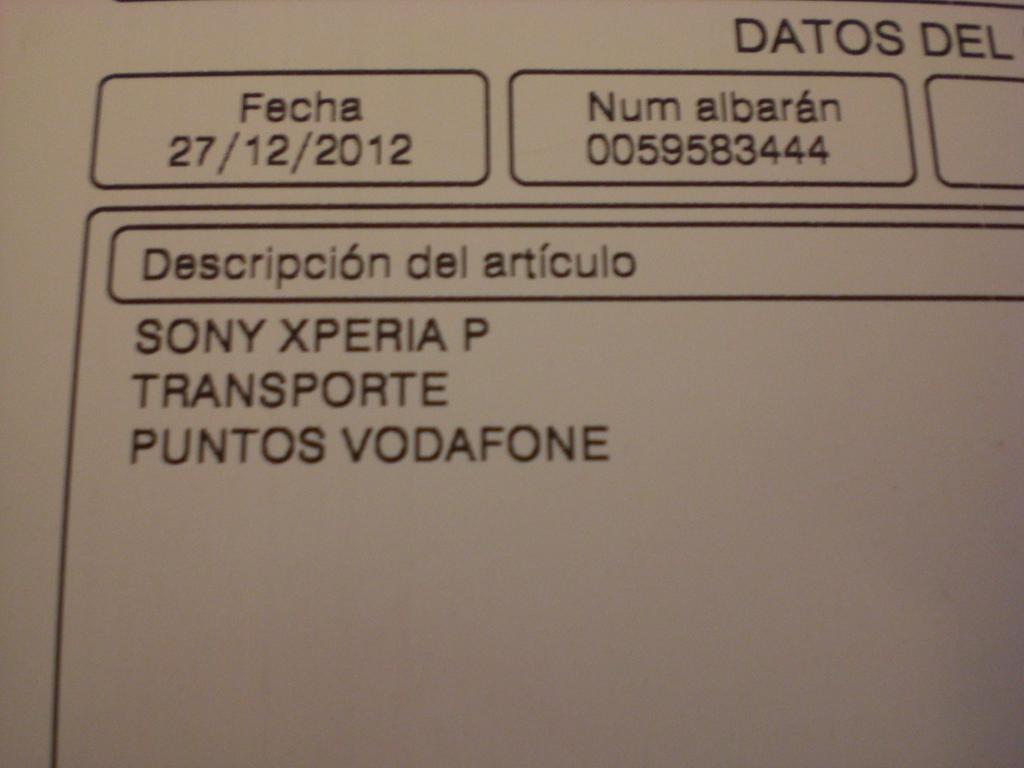 DATOS DEL
Fecha
27/12/2012
Num albarán
0059583444
Descripción del artículo
SONY XPERIA P
TRANSPORTE
PUNTOS VODAFONE